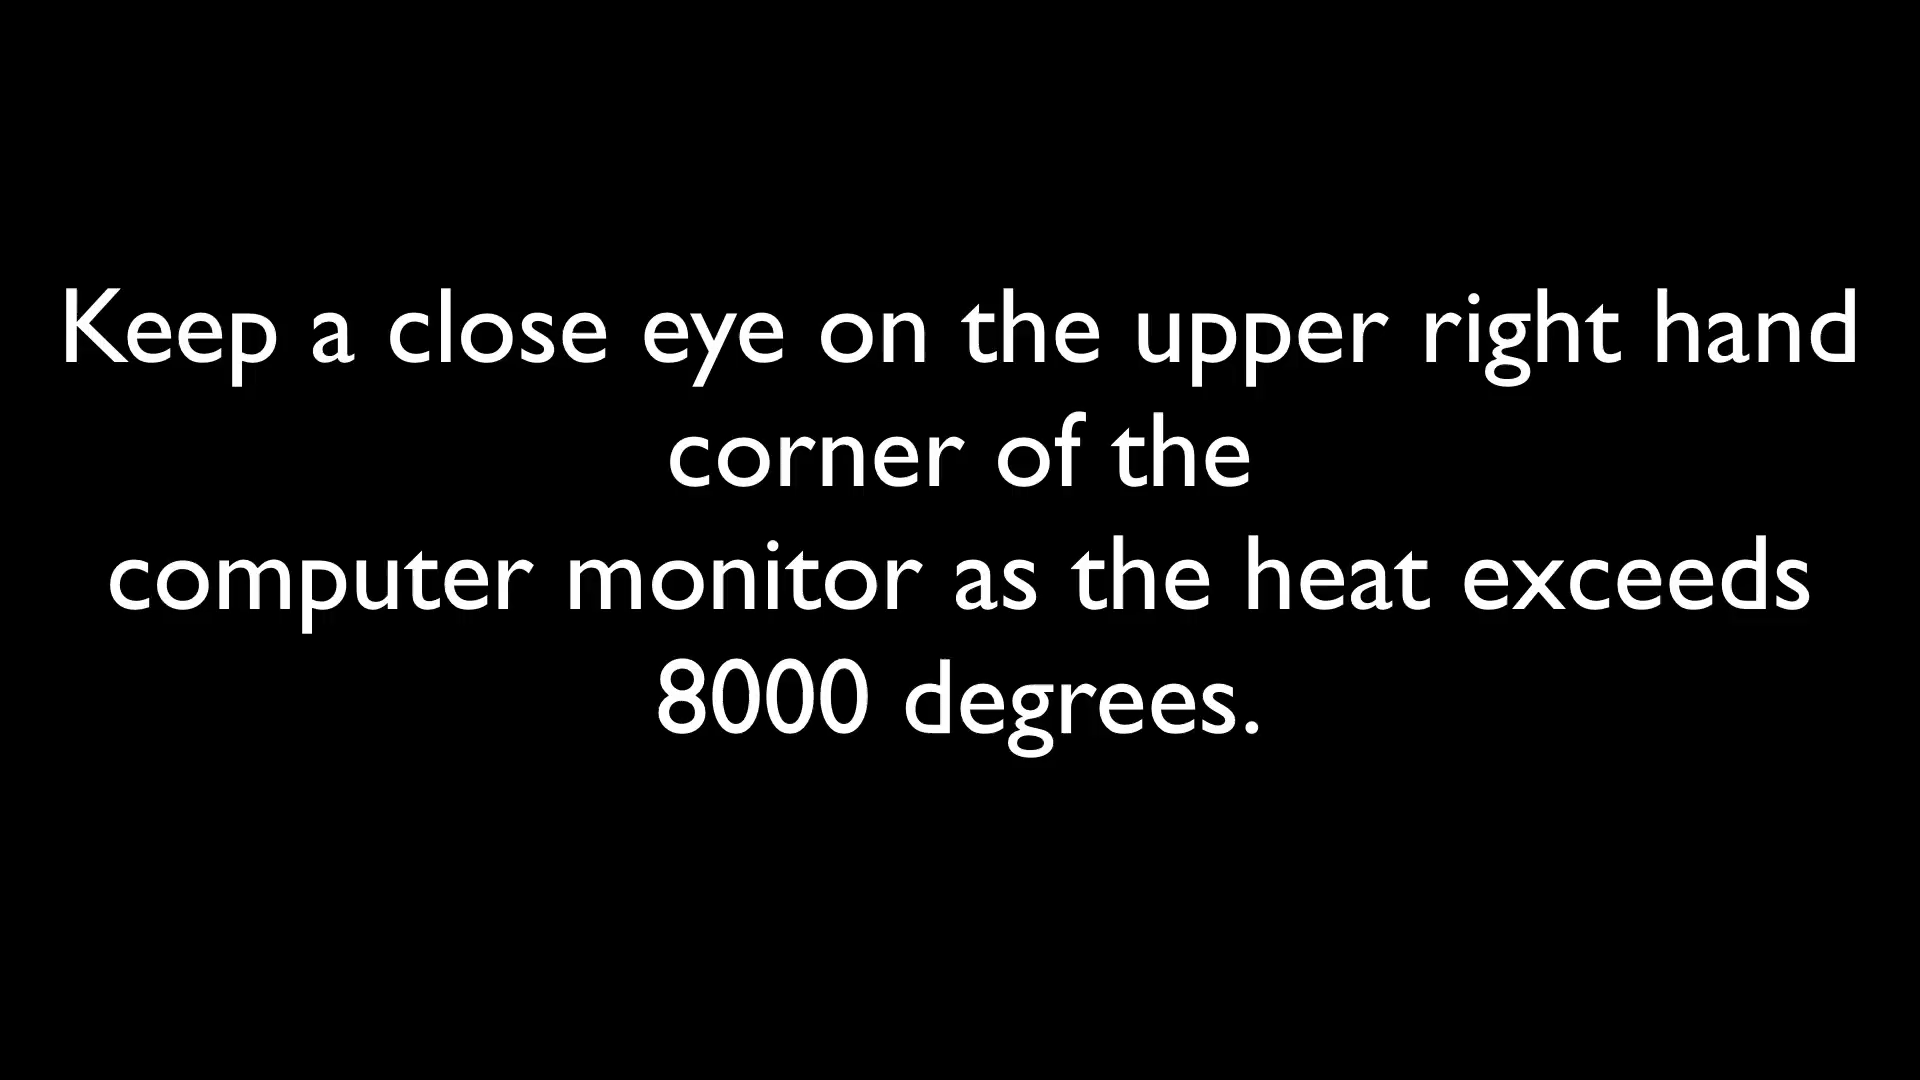 Keep a close eye on the upper right hand
corner of the
computer monitor as the heat exceeds
8000 degrees.